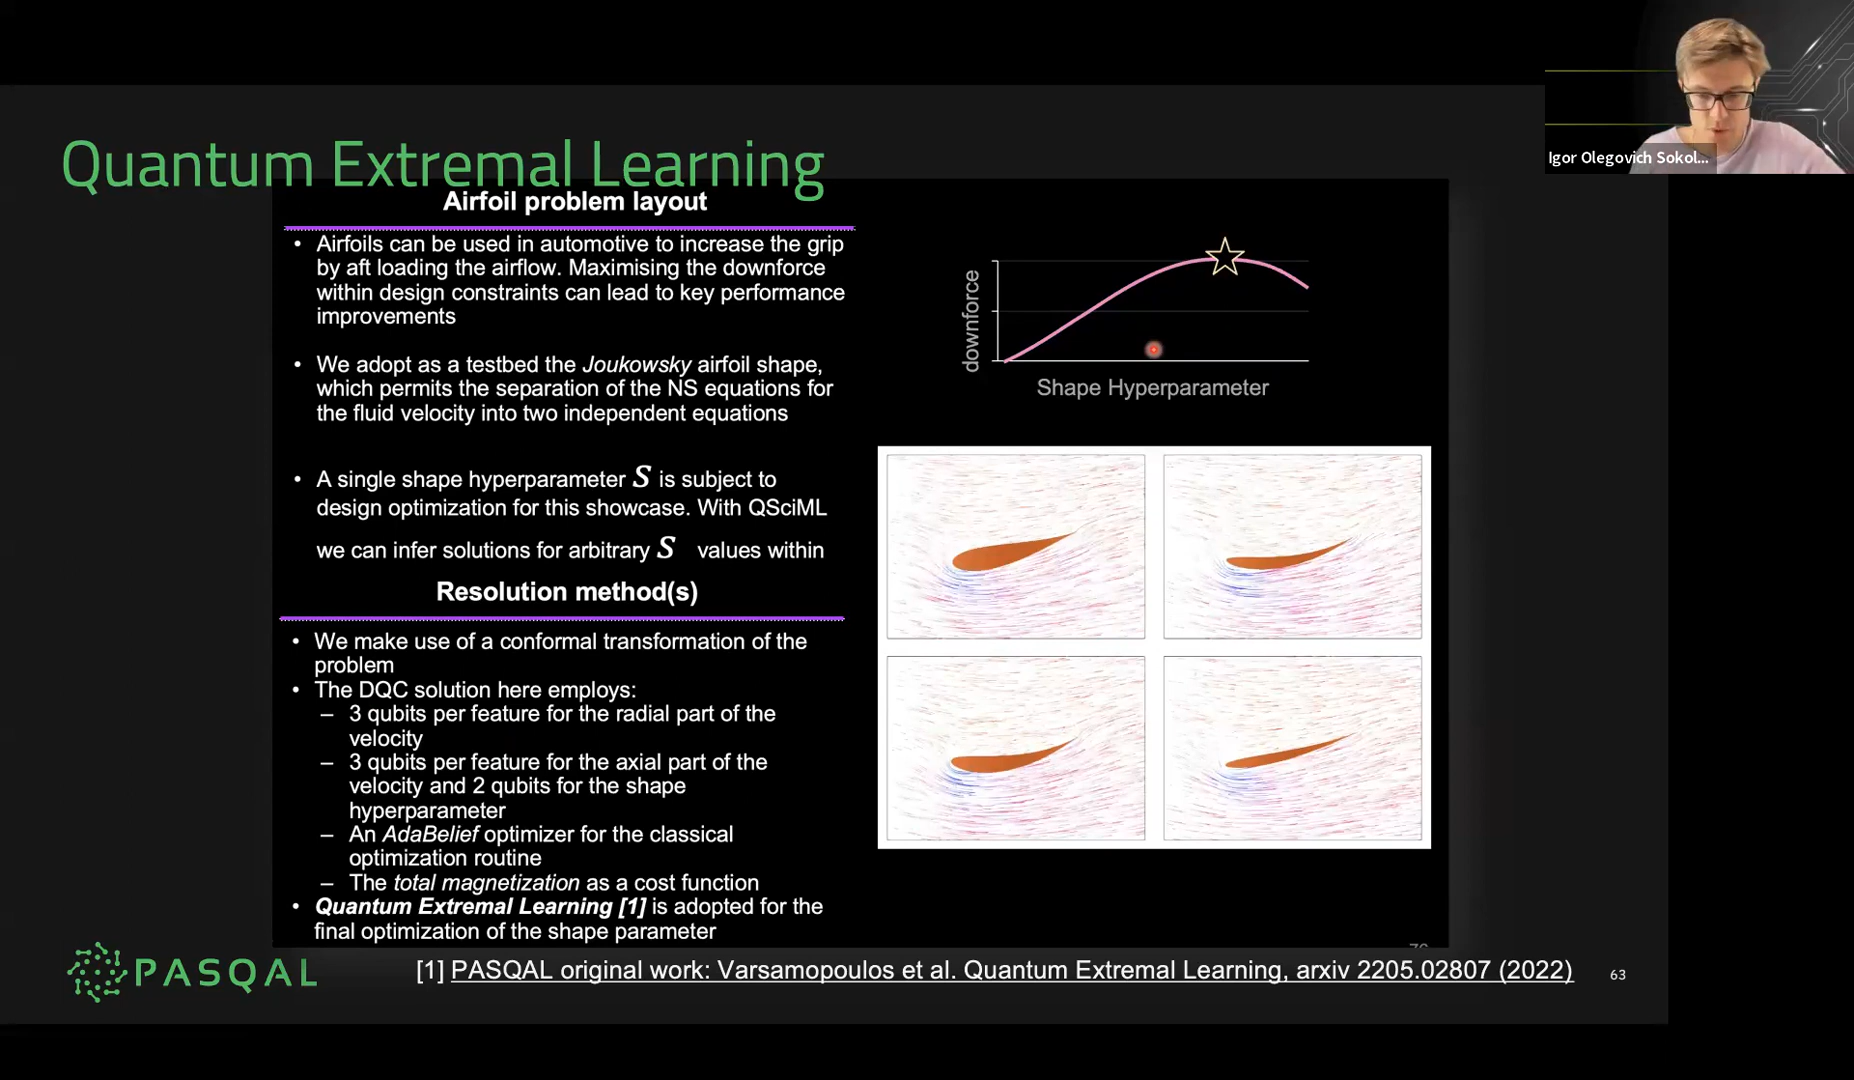 Igor Olegovich Sokol...
Quantum Extremal Learning
Airfoil problem layout
• Airfoils can be used in automotive to increase the grip
by aft loading the airflow. Maximising the downforce
within design constraints can lead to key performance
improvements
• We adopt as a testbed the Joukowsky airfoil shape,
which permits the separation of the NS equations for
the fluid velocity into two independent equations
• A single shape hyperparameter S is subject to
design optimization for this showcase. With QSciML
we can infer solutions for arbitrary S values within
Resolution method(s)
• We make use of a conformal transformation of the
problem
• The DQC solution here employs:
– 3 qubits per feature for the radial part of the
velocity
– 3 qubits per feature for the axial part of the
velocity and 2 qubits for the shape
hyperparameter
– An AdaBelief optimizer for the classical
optimization routine
– The total magnetization as a cost function
• Quantum Extremal Learning [1] is adopted for the
final optimization of the shape parameter
downforce
Shape Hyperparameter
PASQAL
[1] PASQAL original work: Varsamopoulos et al. Quantum Extremal Learning, arxiv 2205.02807 (2022)
63